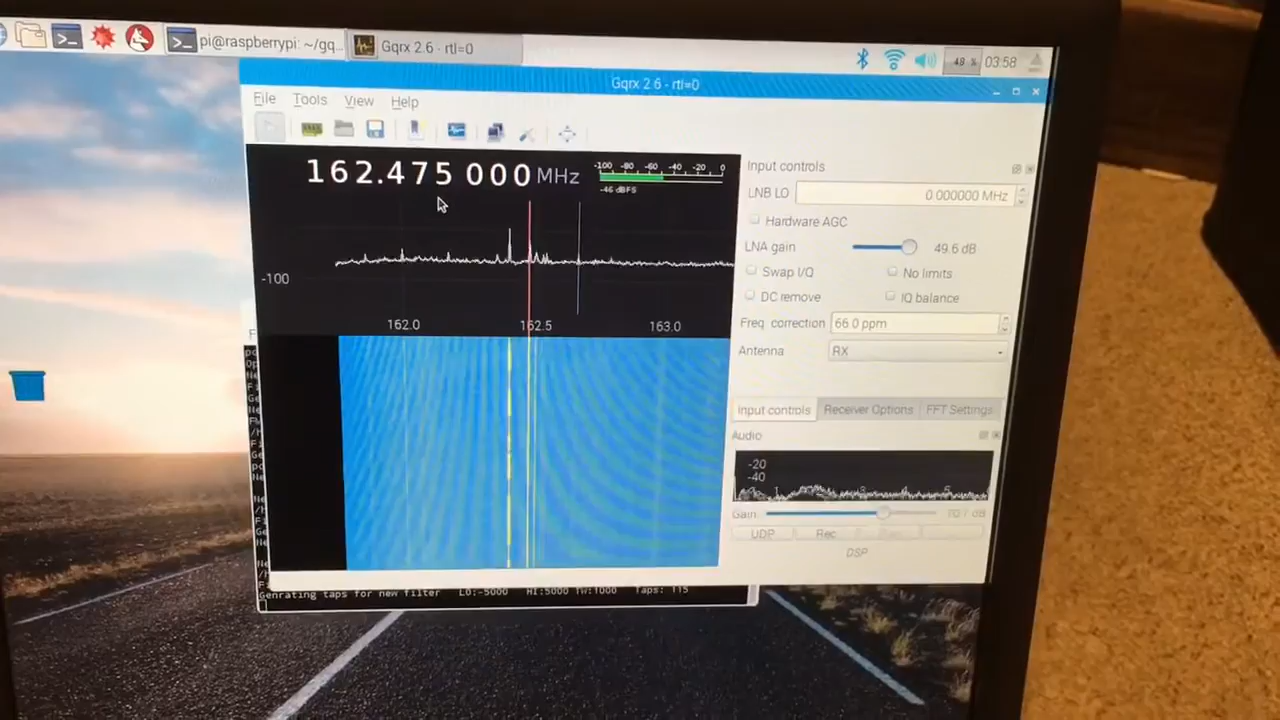 pi@raspberrypi: ~/gq...
Gqrx 2.6 - rtl=0
48 %
03:58
Gqrx 2.6 - rtl=0
File Tools View Help
162.475 000 MHz
-100 -80 -60 -40 -20 0
-46 dBFS
-100
162.0 162.5 163.0
Input controls
LNB LO 0.000000 MHz
Hardware AGC
LNA gain 49.6 dB
Swap I/Q No limits
DC remove IQ balance
Freq. correction 66.0 ppm
Antenna RX
Input controls Receiver Options FFT Settings
Audio
-20
-40
Gain:
UDP Rec
DSP
Genrating taps for new filter LO:-5000 HI:5000 TW:1000 Taps: 115